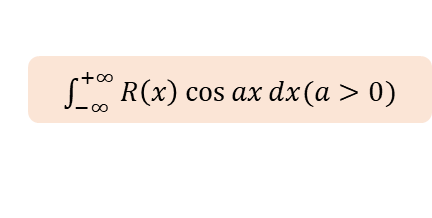 ∫_{-∞}^{+∞} R(x) cos ax dx(a > 0)